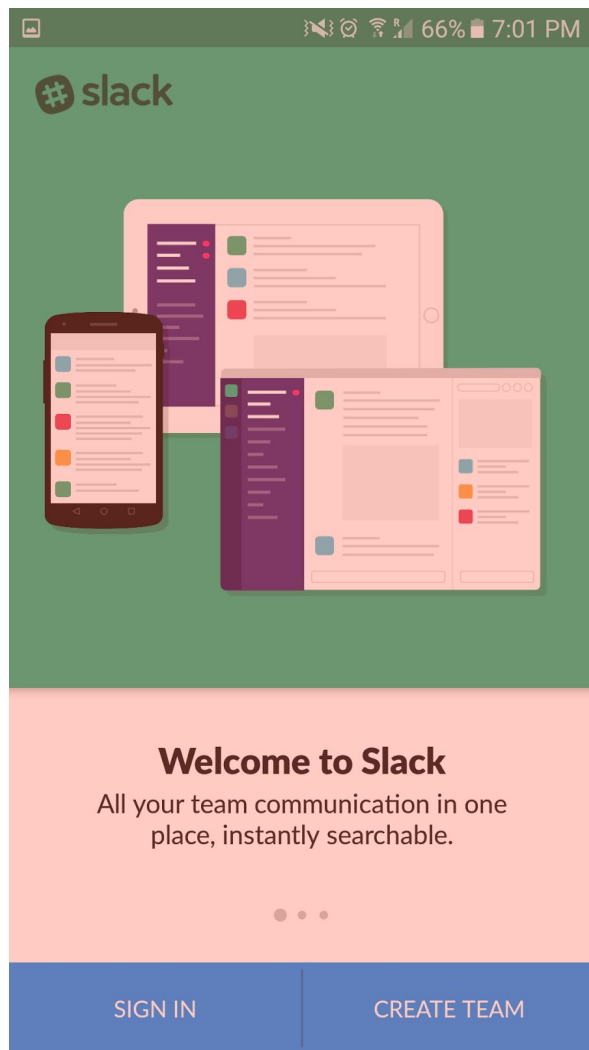 R 66% 7:01 PM
slack
Welcome to Slack
All your team communication in one
place, instantly searchable.
SIGN IN
CREATE TEAM